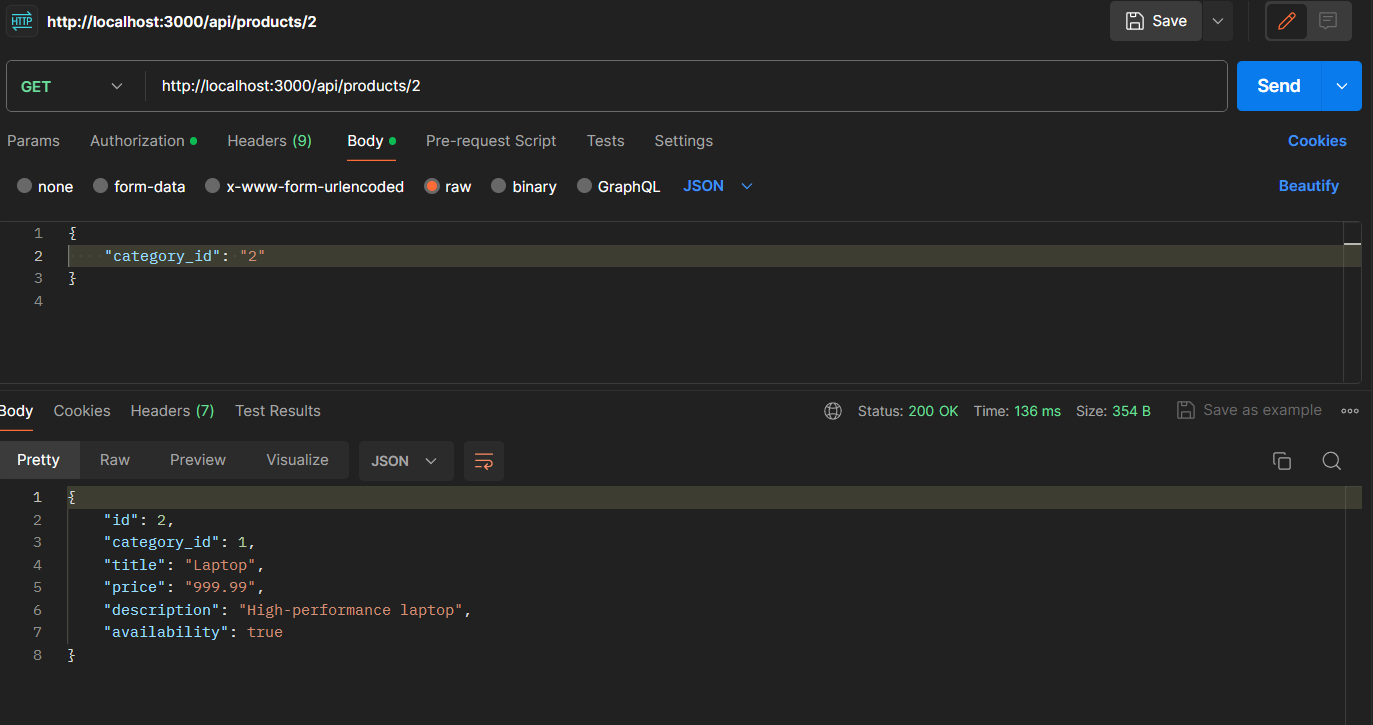 HTTP http://localhost:3000/api/products/2 Save
GET http://localhost:3000/api/products/2 Send
Params Authorization Headers (9) Body Pre-request Script Tests Settings Cookies
none form-data x-www-form-urlencoded raw binary GraphQL JSON Beautify
1 {
2 "category_id": "2"
3 }
4
Body Cookies Headers (7) Test Results Status: 200 OK Time: 136 ms Size: 354 B Save as example
Pretty Raw Preview Visualize JSON
1 {
2 "id": 2,
3 "category_id": 1,
4 "title": "Laptop",
5 "price": "999.99",
6 "description": "High-performance laptop",
7 "availability": true
8 }